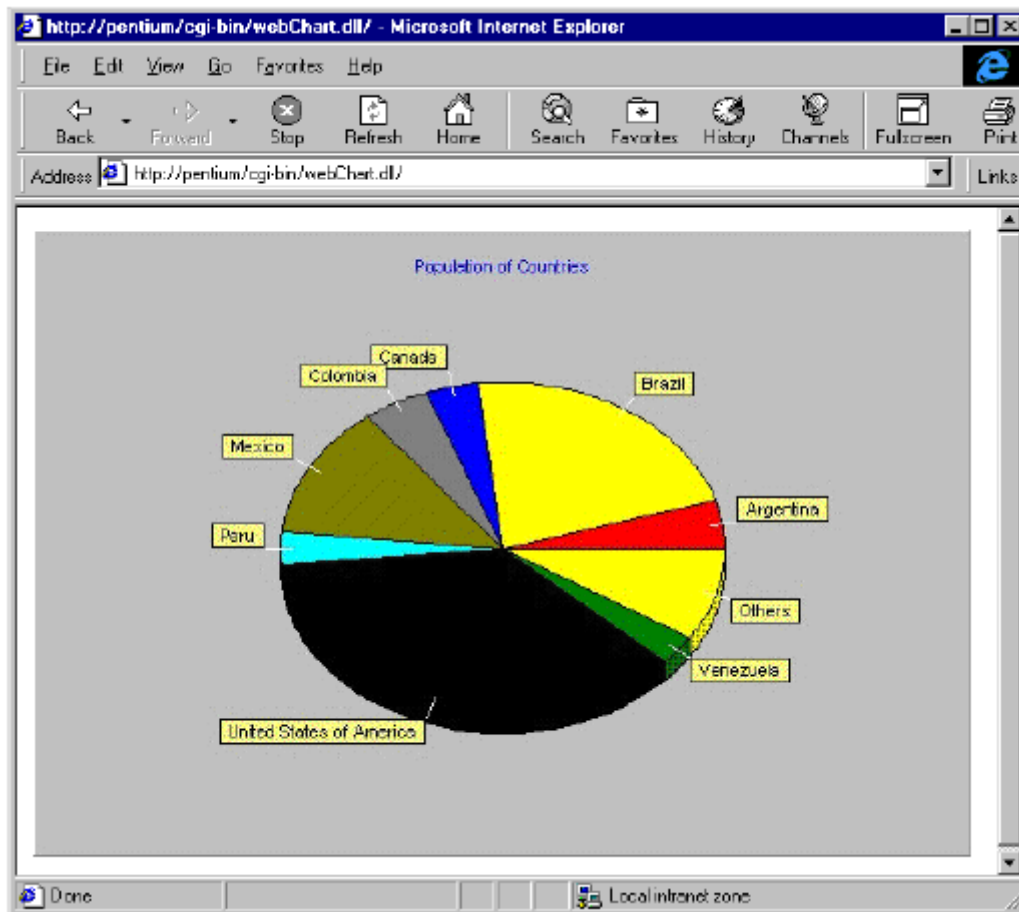 http://pentium/cgi-bin/webChart.dll/ - Microsoft Internet Explorer
File Edit View Go Favorites Help
Back Forward Stop Refresh Home Search Favorites History Channels Fullscreen Print
Address http://pentium/cgi-bin/webChart.dll/ Links
Population of Countries
Canada
Colombia
Brazil
Mexico
Argentina
Peru
Others
Venezuela
United States of America
Done Local intranet zone